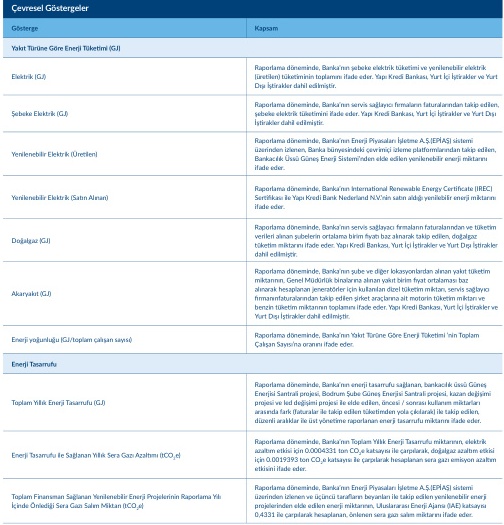 Çevresel Göstergeler
Gösterge
Kapsam
Yakıt Türüne Göre Enerji Tüketimi (GJ)
Elektrik (GJ)
Raporlama döneminde, Banka'nın şebeke elektrik tüketimi ve yenilenebilir elektrik
(üretilen) tüketiminin toplamını ifade eder. Yapı Kredi Bankası, Yurt İçi İştirakler ve Yurt
Dışı İştirakler dahil edilmiştir.
Şebeke Elektrik (GJ)
Raporlama döneminde, Banka'nın servis sağlayıcı firmaların faturalarından takip edilen,
şebeke elektrik tüketimini ifade eder. Yapı Kredi Bankası, Yurt İçi İştirakler ve Yurt Dışı
İştirakler dahil edilmiştir.
Yenilenebilir Elektrik (Üretilen)
Raporlama döneminde, Banka'nın Enerji Piyasaları İşletme A.Ş.(EPİAŞ) sistemi
üzerinden izlenen, Banka bünyesindeki çevrimiçi izleme platformlarından takip edilen,
Bankacılık Üssü Güneş Enerji Sistemi'nden elde edilen yenilenebilir enerji miktarını
ifade eder.
Yenilenebilir Elektrik (Satın Alınan)
Raporlama döneminde, Banka'nın International Renewable Energy Certificate (IREC)
Sertifikası ile Yapı Kredi Bank Nederland N.V.'nin satın aldığı yenilebilir enerji miktarını
ifade eder.
Doğalgaz (GJ)
Raporlama döneminde, Banka'nın servis sağlayıcı firmaların faturalarından ve tüketim
verileri alınan şubelerin ortalama birim fiyatı baz alınarak takip edilen, doğalgaz
tüketim miktarını ifade eder. Yapı Kredi Bankası, Yurt İçi İştirakler ve Yurt Dışı İştirakler
dahil edilmiştir.
Akaryakıt (GJ)
Raporlama döneminde, Banka'nın şube ve diğer lokasyonlardan alınan yakıt tüketim
miktarının, Genel Müdürlük binalarına alınan yakıt birim fiyat ortalaması baz
alınarak hesaplanan jeneratörler için kullanılan dizel tüketim miktarı, servis sağlayıcı
firmanınfaturalarından takip edilen şirket araçlarına ait motorin tüketim miktarı ve
benzin tüketim miktarının toplamını ifade eder. Yapı Kredi Bankası, Yurt İçi İştirakler ve
Yurt Dışı İştirakler dahil edilmiştir.
Enerji yoğunluğu (GJ/toplam çalışan sayısı)
Raporlama döneminde, Banka'nın Yakıt Türüne Göre Enerji Tüketimi 'nin Toplam
Çalışan Sayısı'na oranını ifade eder.
Enerji Tasarrufu
Toplam Yıllık Enerji Tasarrufu (GJ)
Raporlama döneminde, Banka'nın enerji tasarrufu sağlanan, bankacılık üssü Güneş
Enerjisi Santrali projesi, Bodrum Şube Güneş Enerjisi Santrali projesi, kazan değişimi
projesi ve led değişimi projesi ile elde edilen, öncesi / sonrası kullanım miktarları
arasında fark (faturalar ile takip edilen tüketimden yola çıkılarak) ile takip edilen,
düzenli aralıklar ile üst yönetime raporlanan enerji tasarrufu miktarını ifade eder.
Enerji Tasarrufu ile Sağlanan Yıllık Sera Gazı Azaltımı (tCO₂e)
Raporlama döneminde, Banka'nın Toplam Yıllık Enerji Tasarrufu miktarının, elektrik
azaltım etkisi için 0.0004331 ton CO₂e katsayısı ile çarpılarak, doğalgaz azaltım etkisi
için 0.0019393 ton CO₂e katsayısı ile çarpılarak hesaplanan sera gazı emisyon azaltım
etkisini ifade eder.
Toplam Finansman Sağlanan Yenilenebilir Enerji Projelerinin Raporlama Yılı
İçinde Önlediği Sera Gazı Salım Miktarı (tCO₂e)
Raporlama döneminde, Banka'nın Enerji Piyasaları İşletme A.Ş.(EPİAŞ) sistemi
üzerinden izlenen ve üçüncü tarafların beyanları ile takip edilen yenilenebilir enerji
projelerinden elde edilen enerji miktarının, Uluslararası Enerji Ajansı (IAE) katsayısı
0,4331 ile çarpılarak hesaplanan, önlenen sera gazı salım miktarını ifade eder.